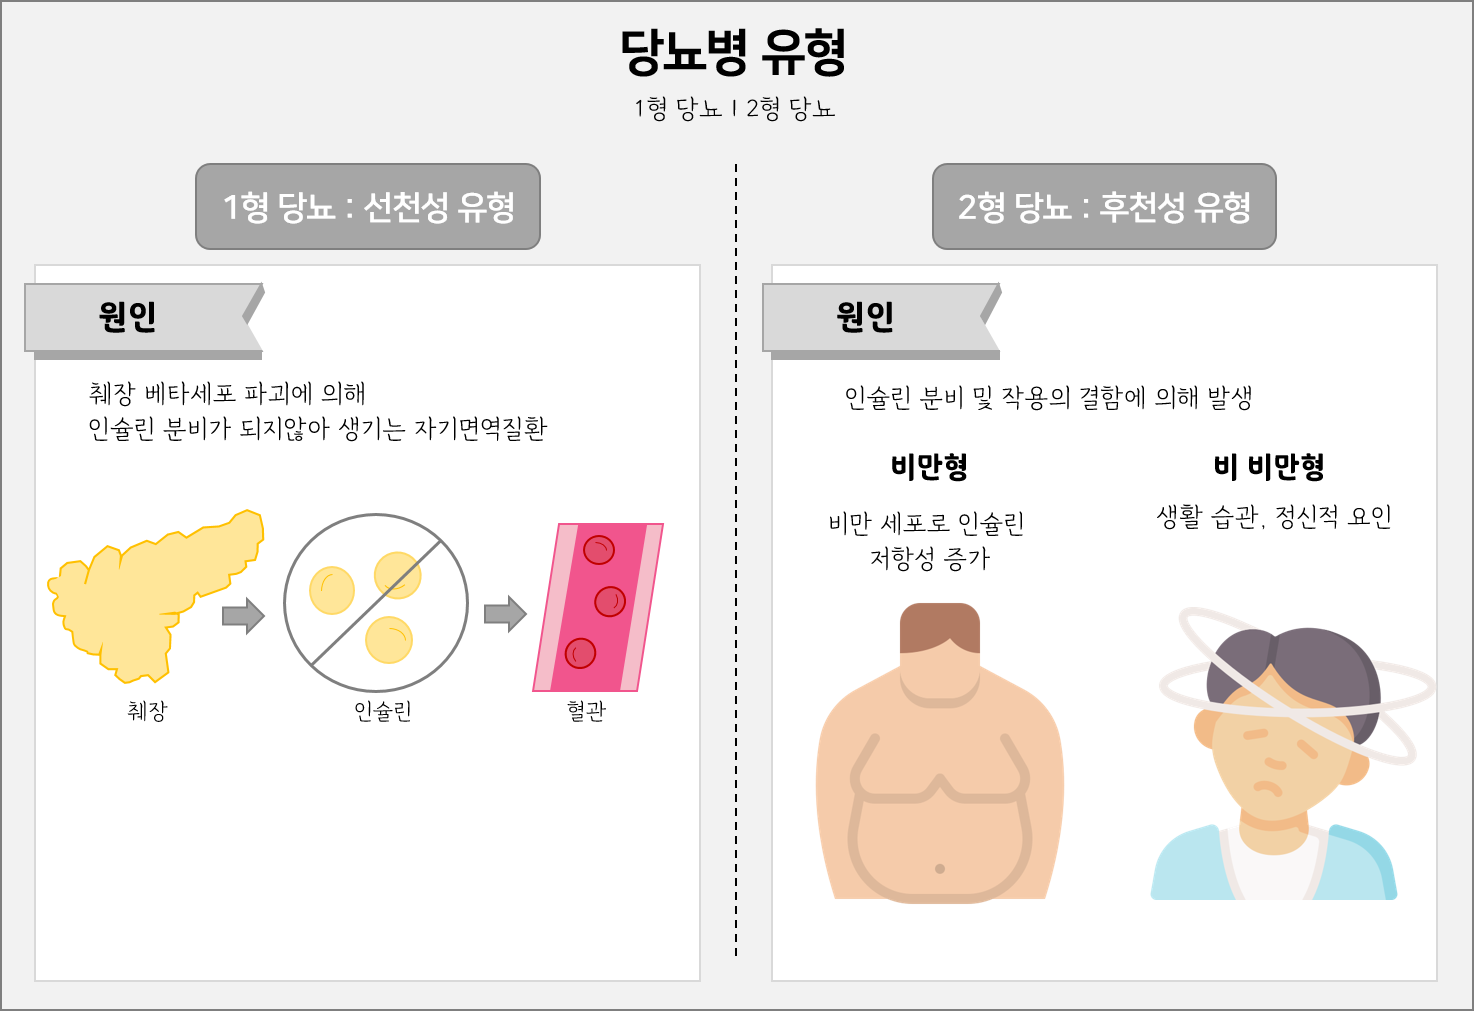 당뇨병 유형
1형 당뇨 I 2형 당뇨
1형 당뇨 : 선천성 유형
원인
췌장 베타세포 파괴에 의해
인슐린 분비가 되지않아 생기는 자기면역질환
췌장
인슐린
혈관
2형 당뇨 : 후천성 유형
원인
인슐린 분비 및 작용의 결함에 의해 발생
비만형
비만 세포로 인슐린
저항성 증가
비 비만형
생활 습관, 정신적 요인